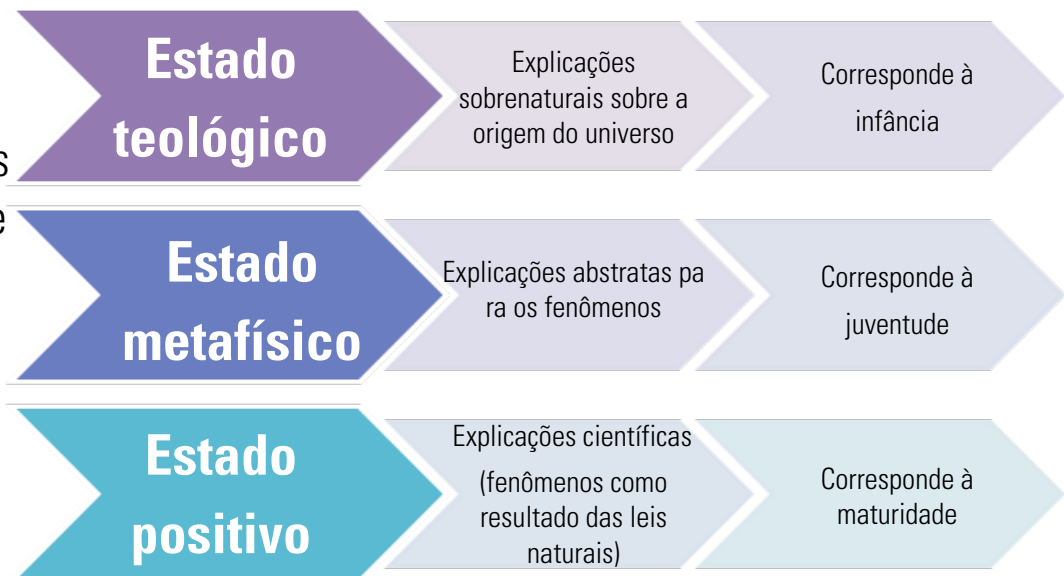 Estado
teológico
Explicações
sobrenaturais sobre a
origem do universo
Corresponde à
infância
s
e
Estado
metafísico
Explicações abstratas pa
ra os fenômenos
Corresponde à
juventude
Estado
positivo
Explicações científicas
(fenômenos como
resultado das leis
naturais)
Corresponde à
maturidade